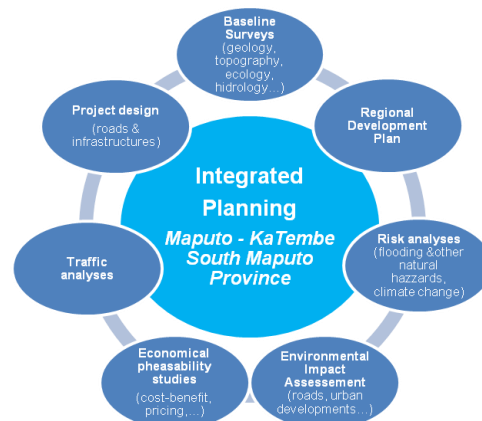 Baseline
Surveys
(geology,
topography,
ecology,
hidrology...)
Regional
Development
Plan
Risk analyses
(flooding &other
natural
hazzards,
climate change)
Environmental
Impact
Assessement
(roads, urban
developments...)
Economical
pheasability
studies
(cost-benefit,
pricing,...)
Traffic
analyses
Project design
(roads &
infrastructures)
Integrated
Planning
Maputo - KaTembe
South Maputo
Province